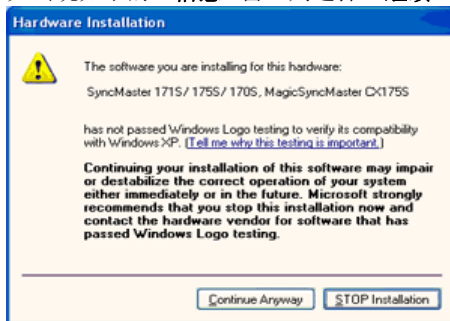 Hardware Installation
The software you are installing for this hardware:
SyncMaster 171S/ 175S/ 170S, MagicSyncMaster CX175S
has not passed Windows Logo testing to verify its compatibility
with Windows XP. (Tell me why this testing is important.)
Continuing your installation of this software may impair
or destabilize the correct operation of your system
either immediately or in the future. Microsoft strongly
recommends that you stop this installation now and
contact the hardware vendor for software that has
passed Windows Logo testing.
Continue Anyway
STOP Installation